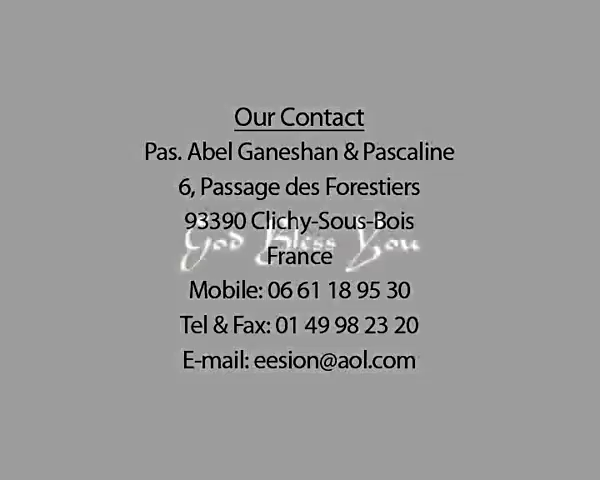 Our Contact
Pas. Abel Ganeshan & Pascaline
6, Passage des Forestiers
93390 Clichy-Sous-Bois
God Bless You
France
Mobile: 06 61 18 95 30
Tel & Fax: 01 49 98 23 20
E-mail: eesion@aol.com